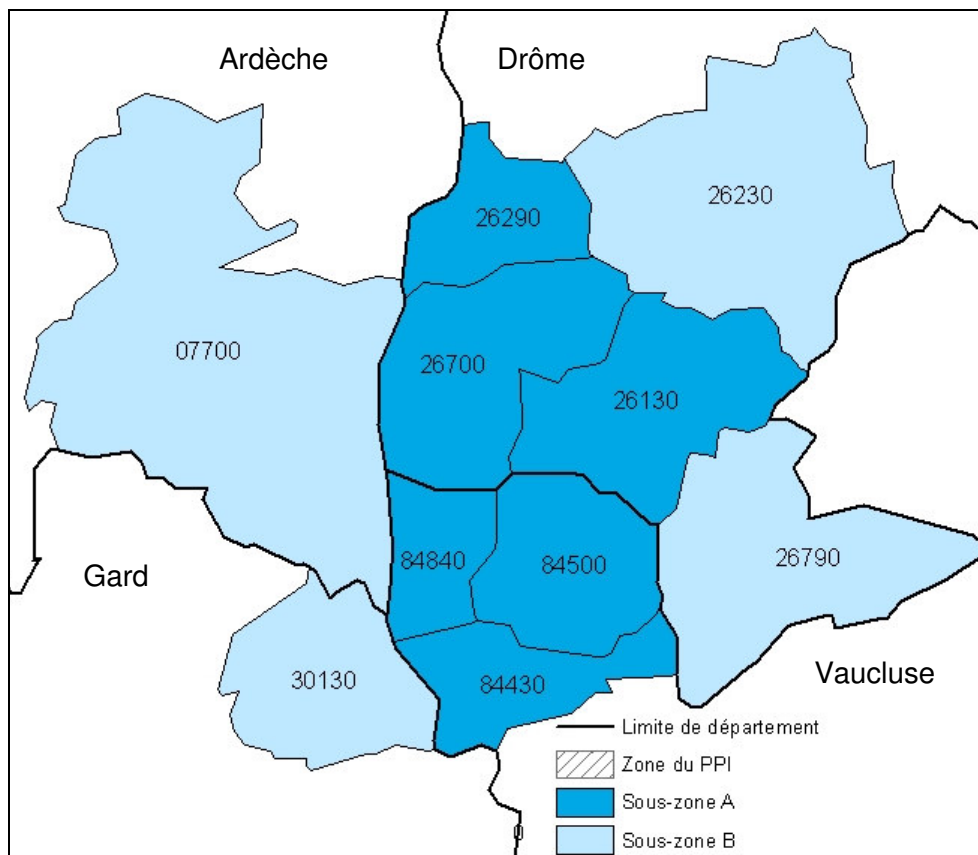 Ardèche
Drôme
26230
26290
07700
26700
26130
84840
84500
26790
Gard
30130
84430
Vaucluse
Limite de département
Zone du PPI
Sous-zone A
Sous-zone B